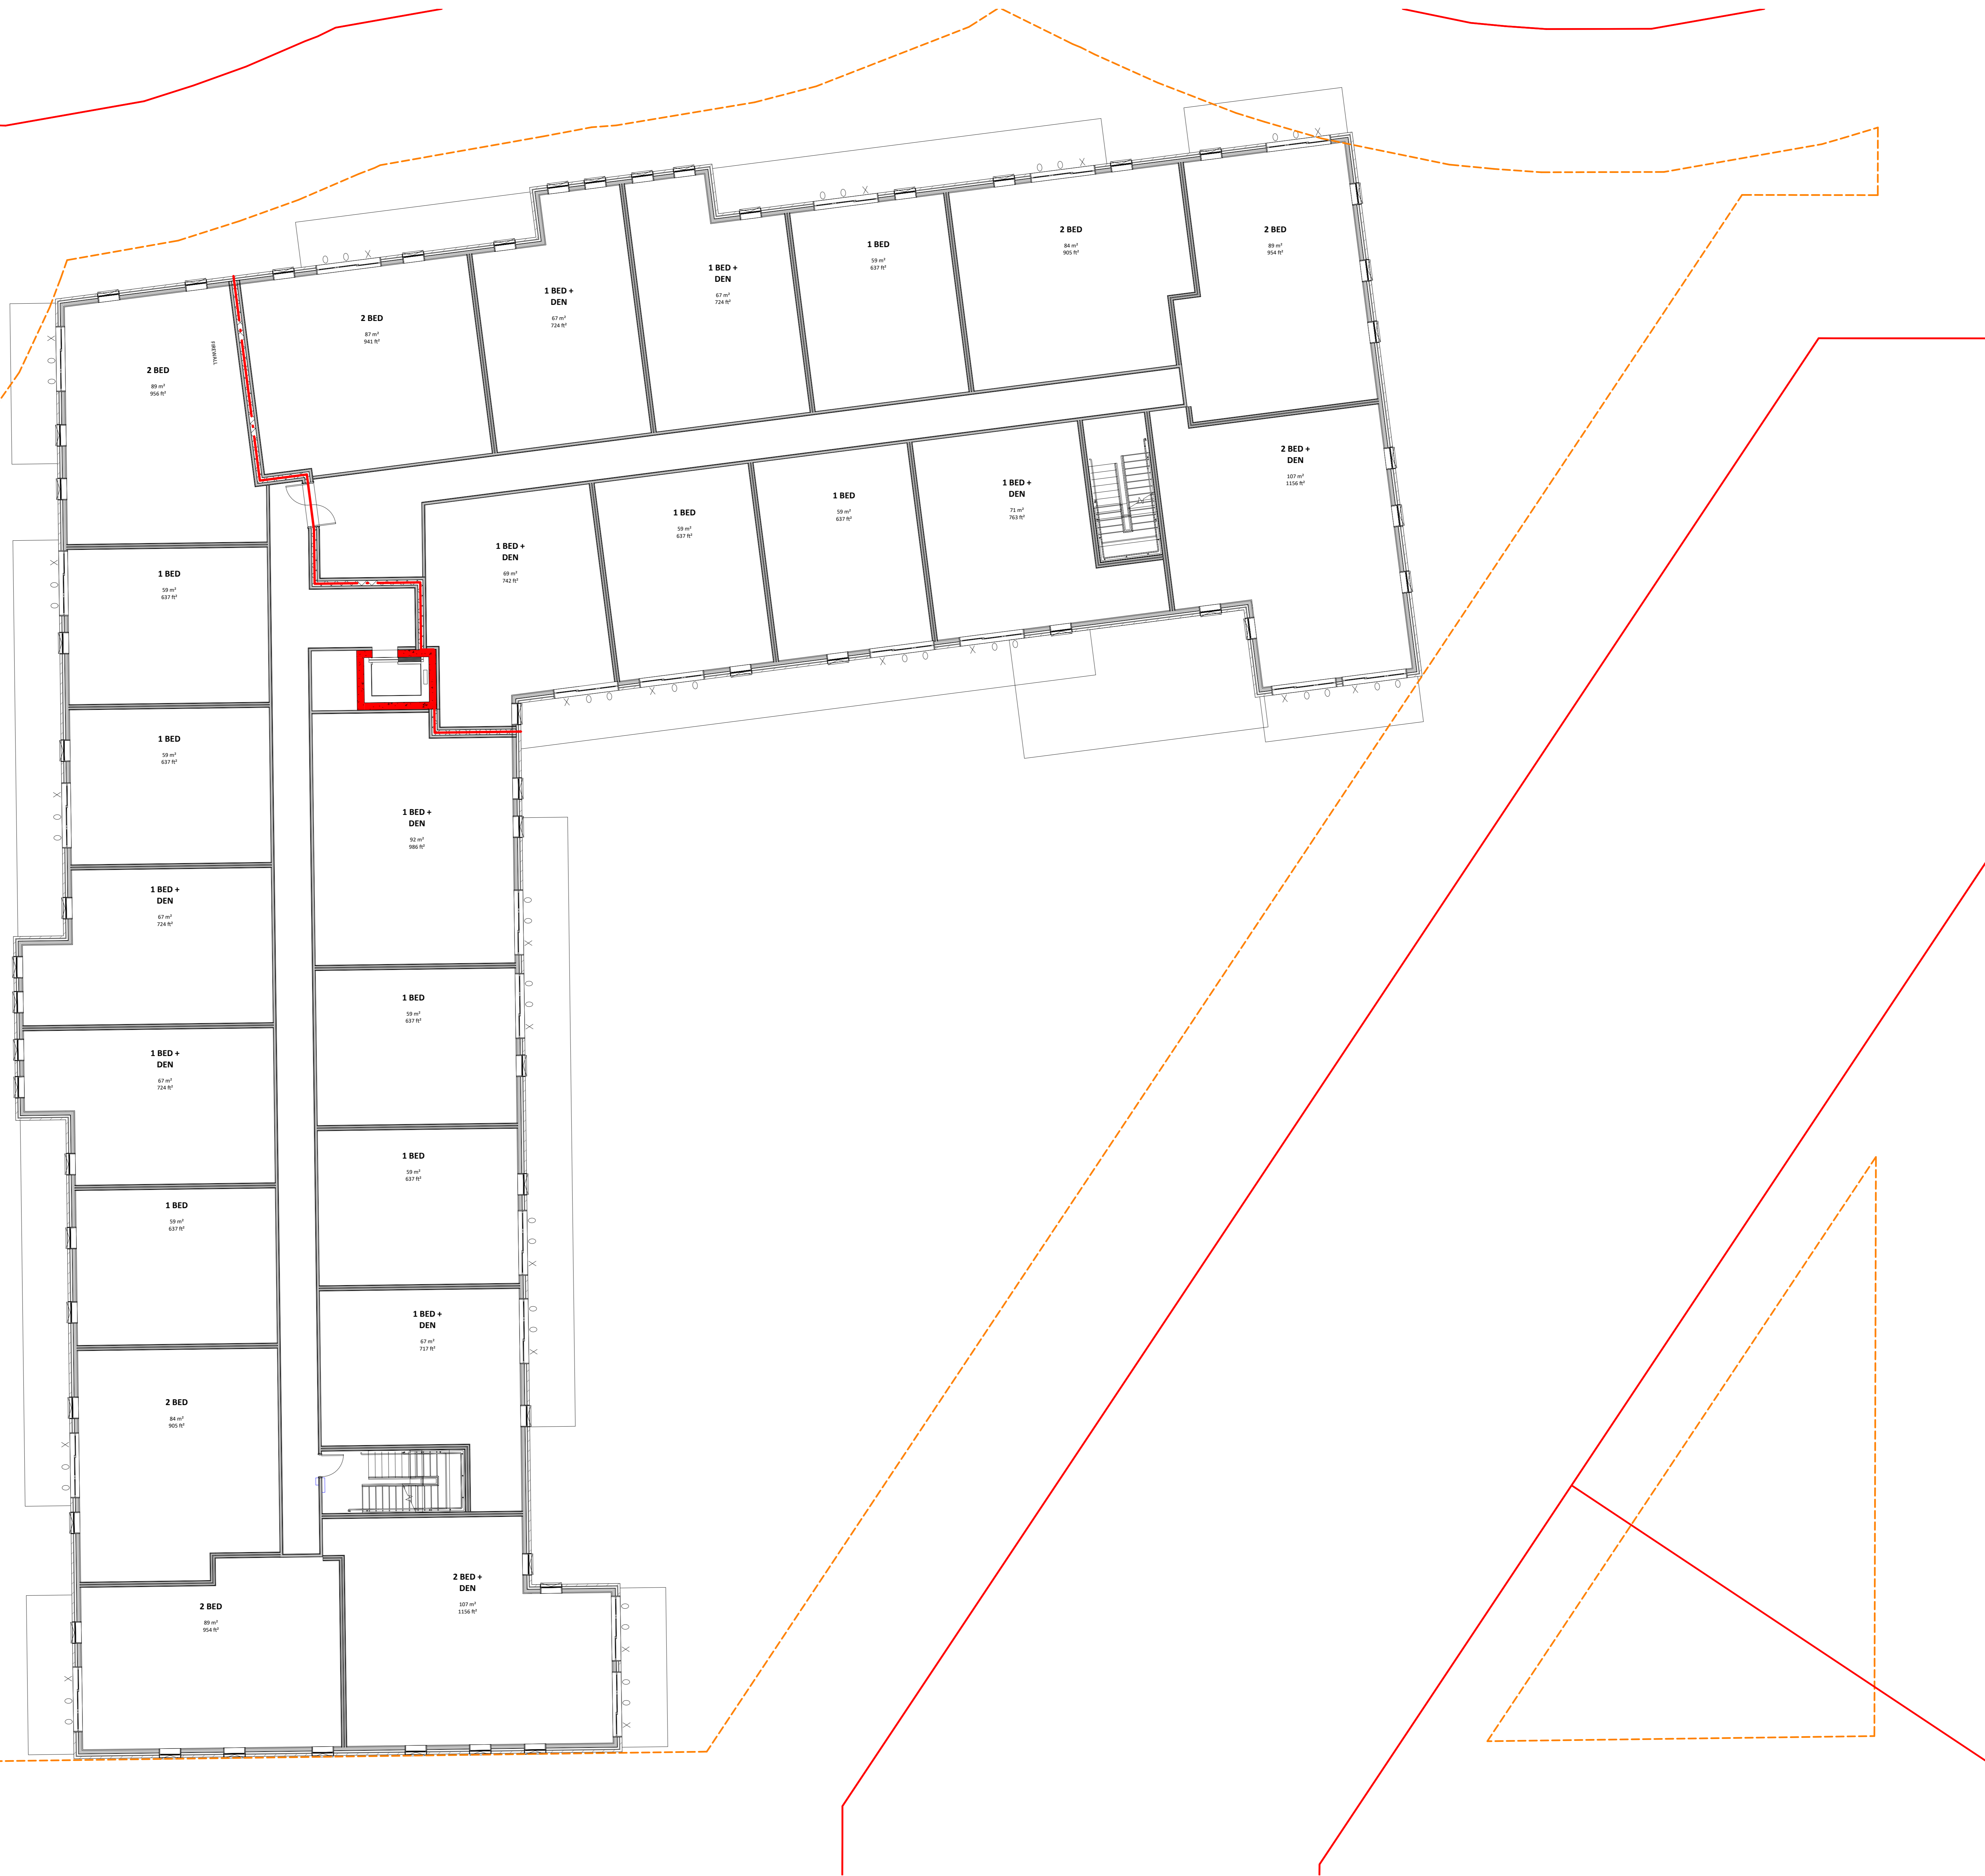 2 BED
84 m²
905 ft²
2 BED
89 m²
954 ft²
1 BED
59 m²
637 ft²
1 BED +
DEN
67 m²
724 ft²
1 BED +
DEN
67 m²
724 ft²
2 BED
87 m²
941 ft²
FIREWALL
2 BED
89 m²
956 ft²
2 BED +
DEN
107 m²
1156 ft²
1 BED +
DEN
71 m²
763 ft²
1 BED
59 m²
637 ft²
1 BED
59 m²
637 ft²
1 BED +
DEN
69 m²
742 ft²
1 BED
59 m²
637 ft²
1 BED
59 m²
637 ft²
1 BED +
DEN
92 m²
986 ft²
1 BED +
DEN
67 m²
724 ft²
1 BED
59 m²
637 ft²
1 BED +
DEN
67 m²
724 ft²
1 BED
59 m²
637 ft²
1 BED
59 m²
637 ft²
1 BED +
DEN
67 m²
717 ft²
2 BED
84 m²
905 ft²
2 BED +
DEN
107 m²
1156 ft²
2 BED
89 m²
954 ft²